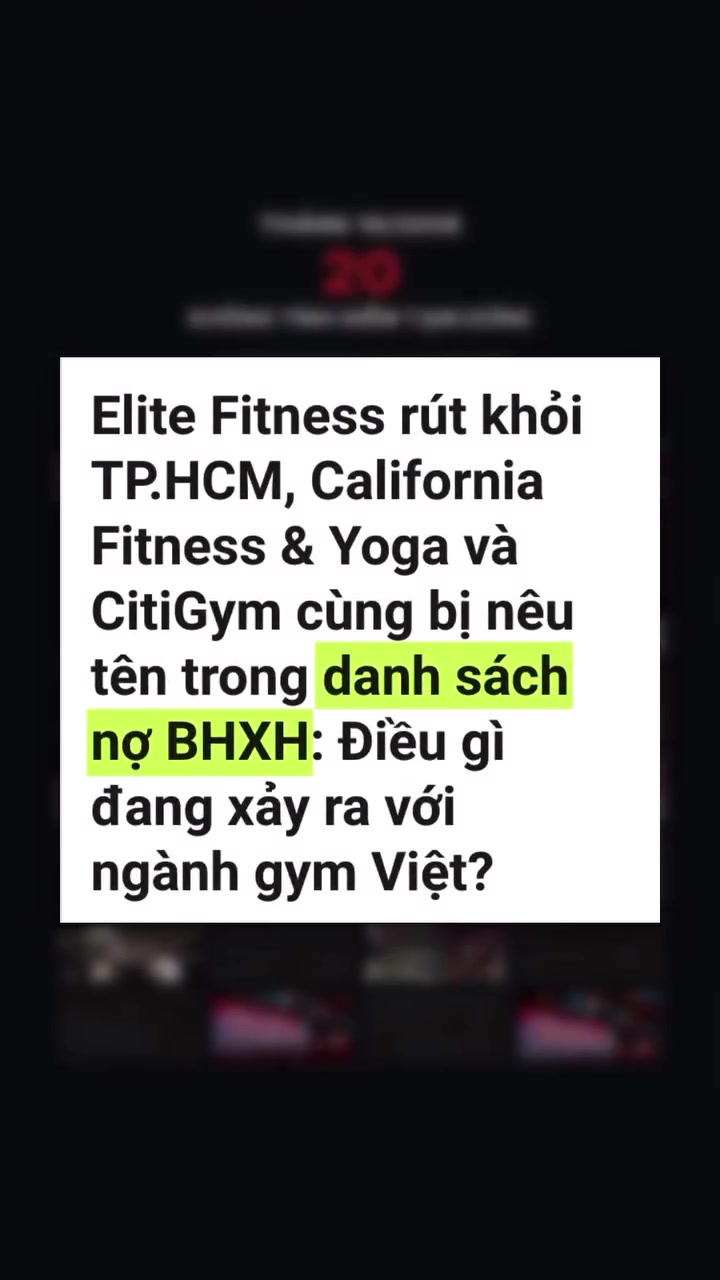 20
Elite Fitness rút khỏi
TP.HCM, California
Fitness & Yoga và
CitiGym cùng bị nêu
tên trong danh sách
nợ BHXH: Điều gì
đang xảy ra với
ngành gym Việt?